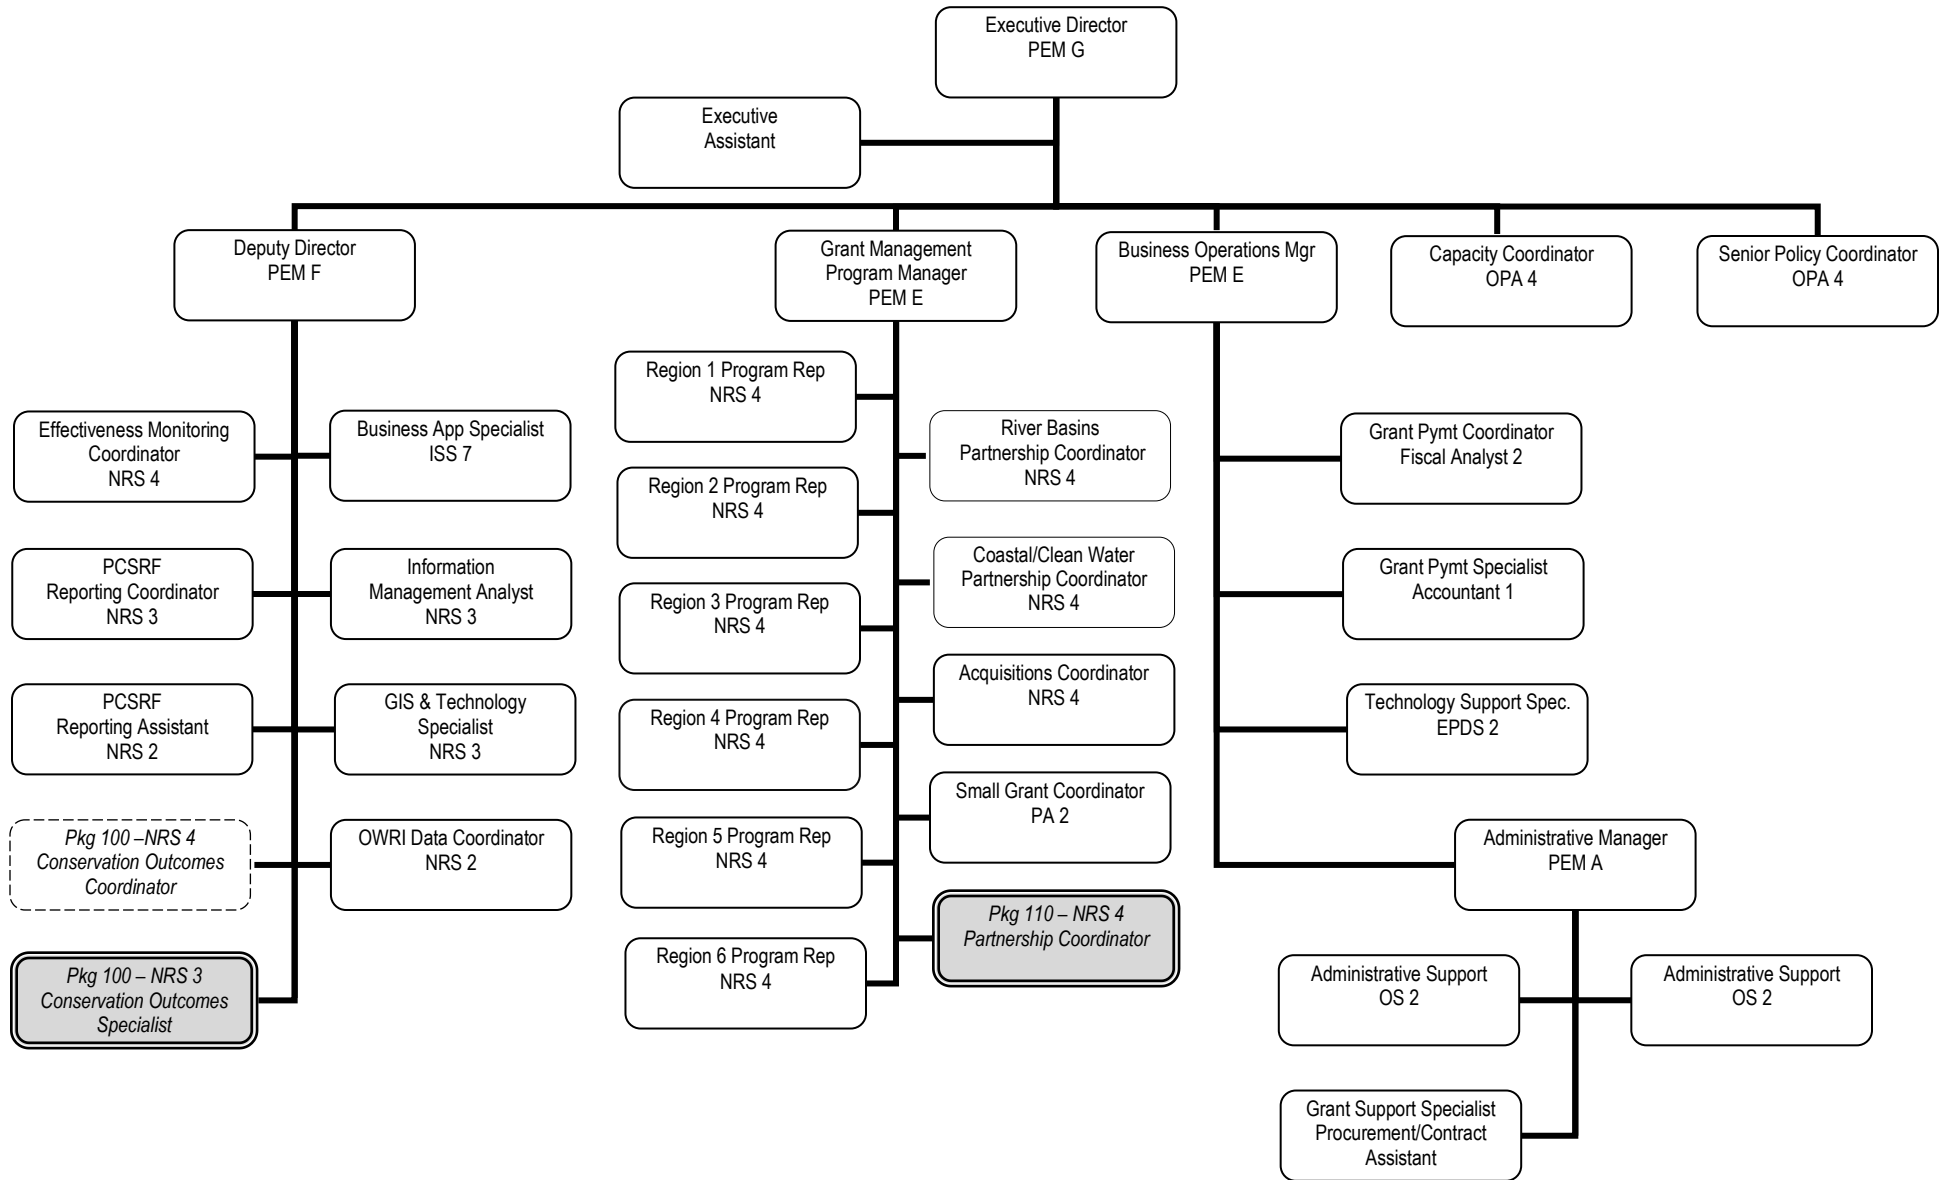 Executive Director
PEM G
Executive
Assistant
Deputy Director
PEM F
Grant Management
Program Manager
PEM E
Business Operations Mgr
PEM E
Capacity Coordinator
OPA 4
Senior Policy Coordinator
OPA 4
Effectiveness Monitoring
Coordinator
NRS 4
Business App Specialist
ISS 7
PCSRF
Reporting Coordinator
NRS 3
Information
Management Analyst
NRS 3
PCSRF
Reporting Assistant
NRS 2
GIS & Technology
Specialist
NRS 3
Pkg 100 –NRS 4
Conservation Outcomes
Coordinator
OWRI Data Coordinator
NRS 2
Pkg 100 – NRS 3
Conservation Outcomes
Specialist
Region 1 Program Rep
NRS 4
River Basins
Partnership Coordinator
NRS 4
Region 2 Program Rep
NRS 4
Coastal/Clean Water
Partnership Coordinator
NRS 4
Region 3 Program Rep
NRS 4
Acquisitions Coordinator
NRS 4
Region 4 Program Rep
NRS 4
Small Grant Coordinator
PA 2
Region 5 Program Rep
NRS 4
Pkg 110 – NRS 4
Partnership Coordinator
Region 6 Program Rep
NRS 4
Grant Pymt Coordinator
Fiscal Analyst 2
Grant Pymt Specialist
Accountant 1
Technology Support Spec.
EPDS 2
Administrative Manager
PEM A
Administrative Support
OS 2
Administrative Support
OS 2
Grant Support Specialist
Procurement/Contract
Assistant